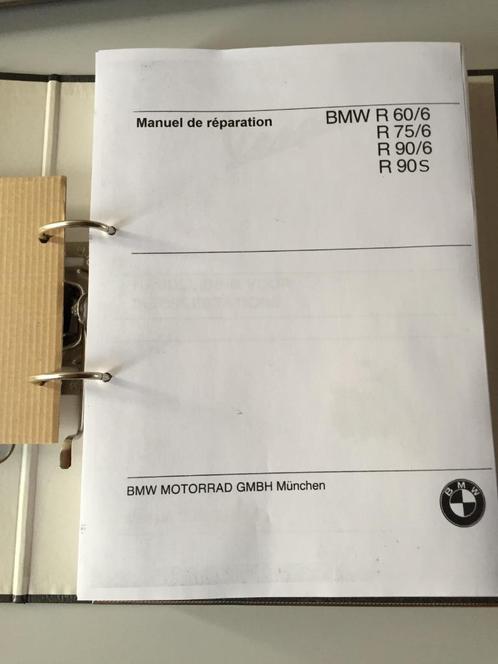 Manuel de réparation
BMW R 60/6
R 75/6
R 90/6
R 90S
BMW MOTORRAD GMBH München
BMW